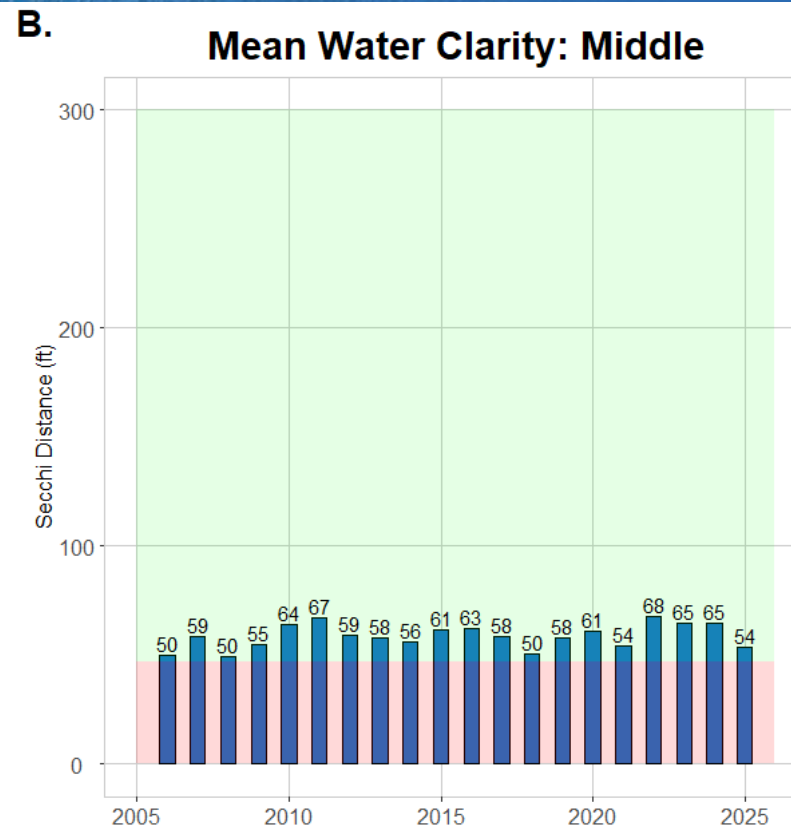 B.
Mean Water Clarity: Middle
300
200
100
0
Secchi Distance (ft)
50 59 50 55 64 67 59 58 56 61 63 58 50 58 61 54 68 65 65 54
2005 2010 2015 2020 2025